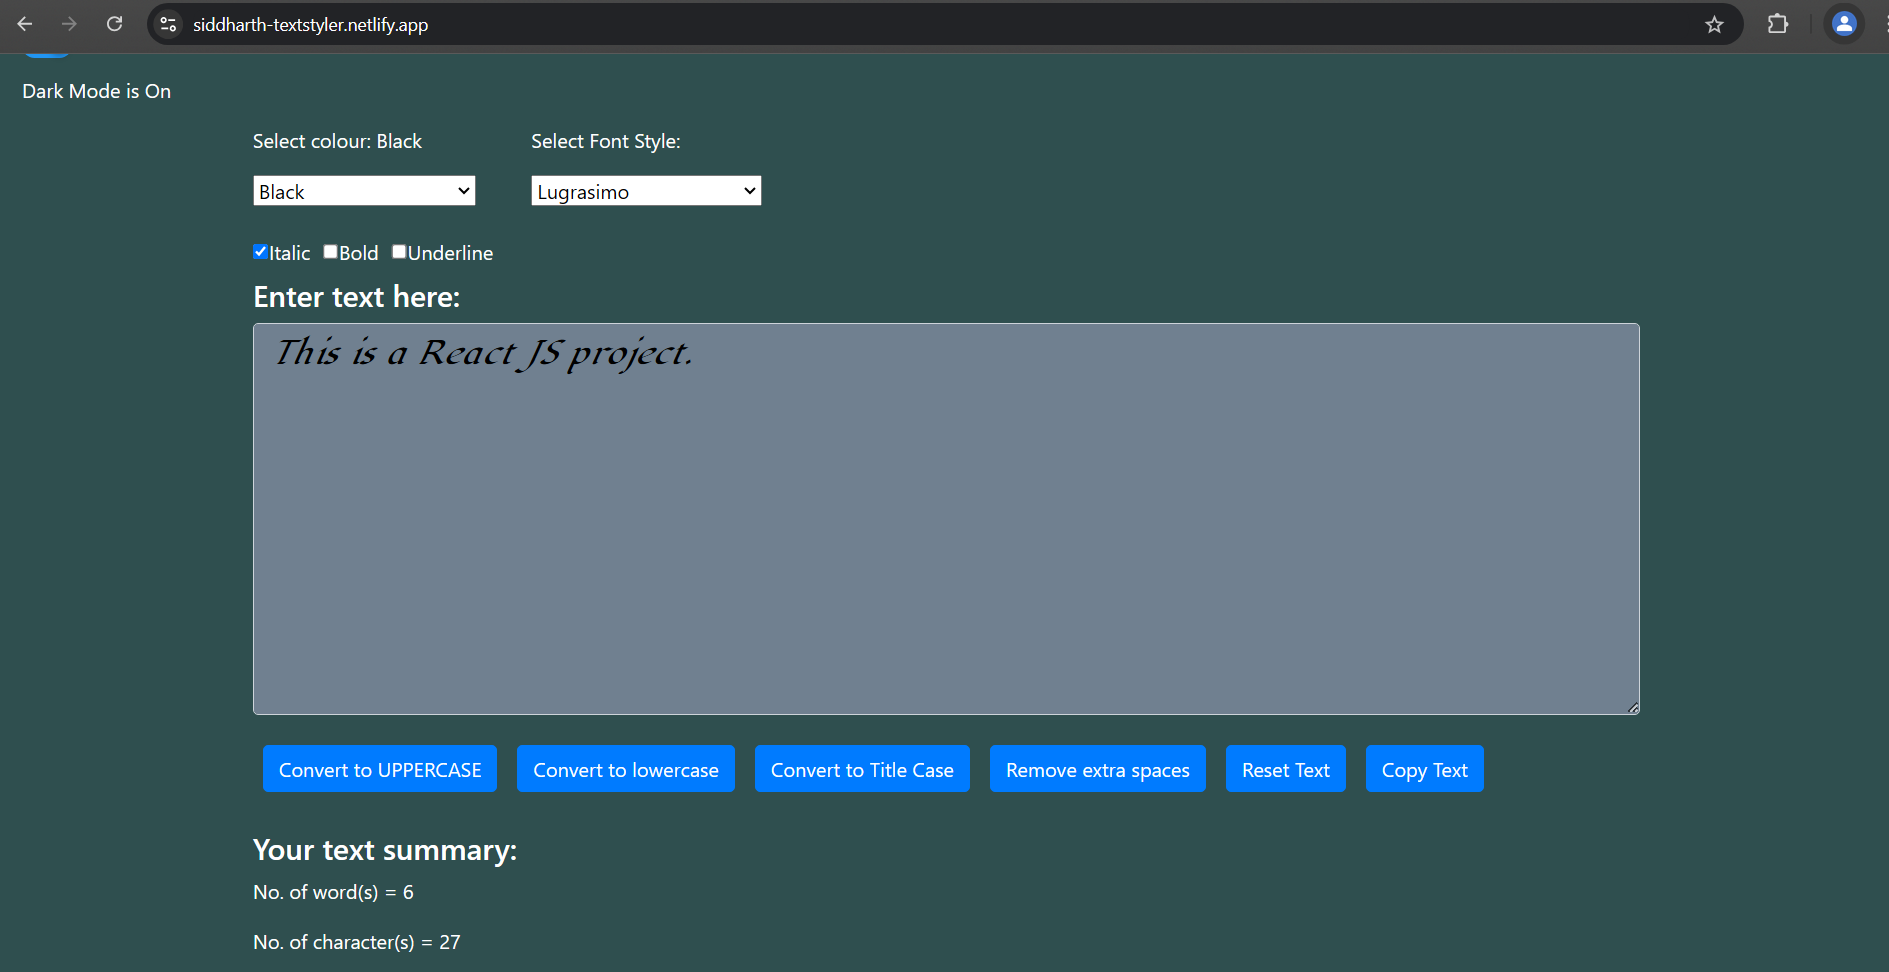 siddharth-textstyler.netlify.app
Dark Mode is On
Select colour: Black Select Font Style:
Black Lugrasimo
Italic Bold Underline
Enter text here:
This is a React JS project.
Convert to UPPERCASE Convert to lowercase Convert to Title Case Remove extra spaces Reset Text Copy Text
Your text summary:
No. of word(s) = 6
No. of character(s) = 27